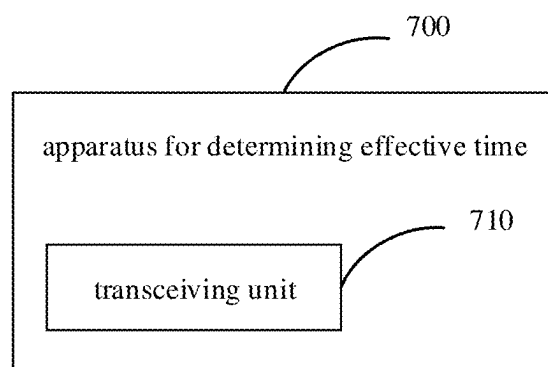 700
apparatus for determining effective time
710
transceiving unit